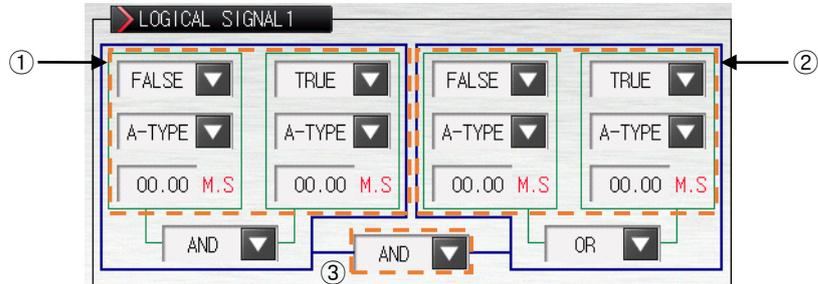 LOGICAL SIGNAL1
① ②
FALSE TRUE FALSE TRUE
A-TYPE A-TYPE A-TYPE A-TYPE
00.00 M.S 00.00 M.S 00.00 M.S 00.00 M.S
AND AND OR
③